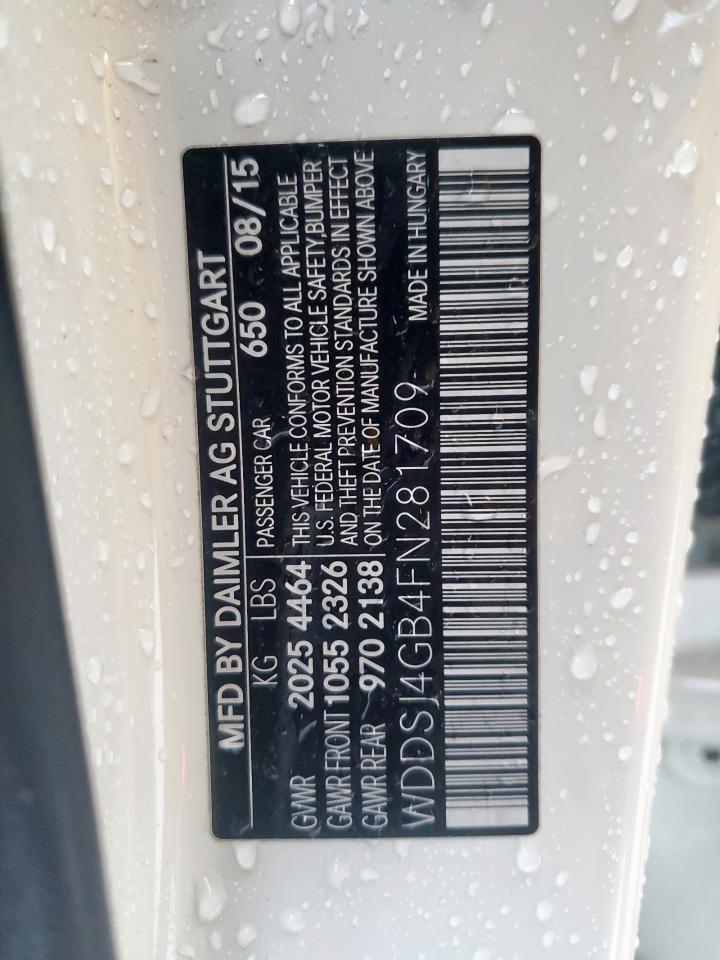 MFD BY DAIMLER AG STUTTGART
KG LBS PASSENGER CAR 650 08/15
GVWR 2025 4464 THIS VEHICLE CONFORMS TO ALL APPLICABLE
GAWR FRONT 1055 2326 U.S. FEDERAL MOTOR VEHICLE SAFETY, BUMPER
GAWR REAR 970 2138 AND THEFT PREVENTION STANDARDS IN EFFECT
ON THE DATE OF MANUFACTURE SHOWN ABOVE
WDDSJ4GB4FN281709 MADE IN HUNGARY